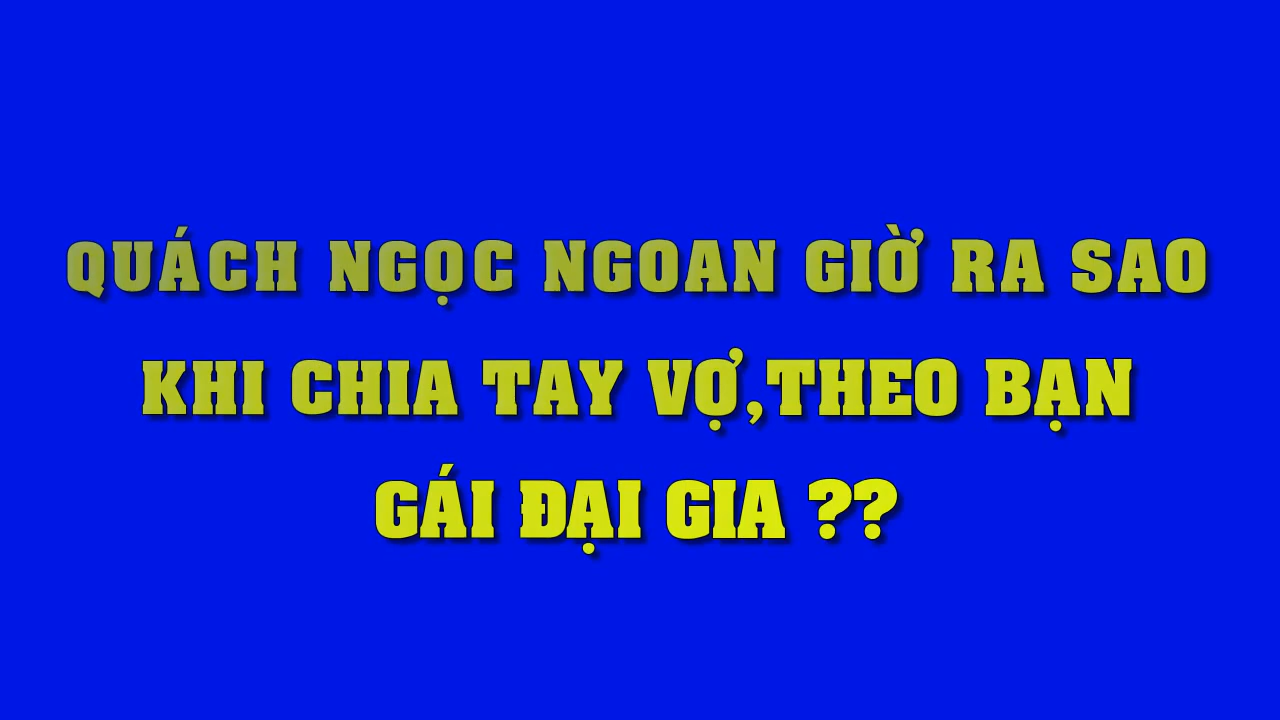 QUÁCH NGỌC NGOAN GIỜ RA SAO
KHI CHIA TAY VỢ,THEO BẠN
GÁI ĐẠI GIA ??